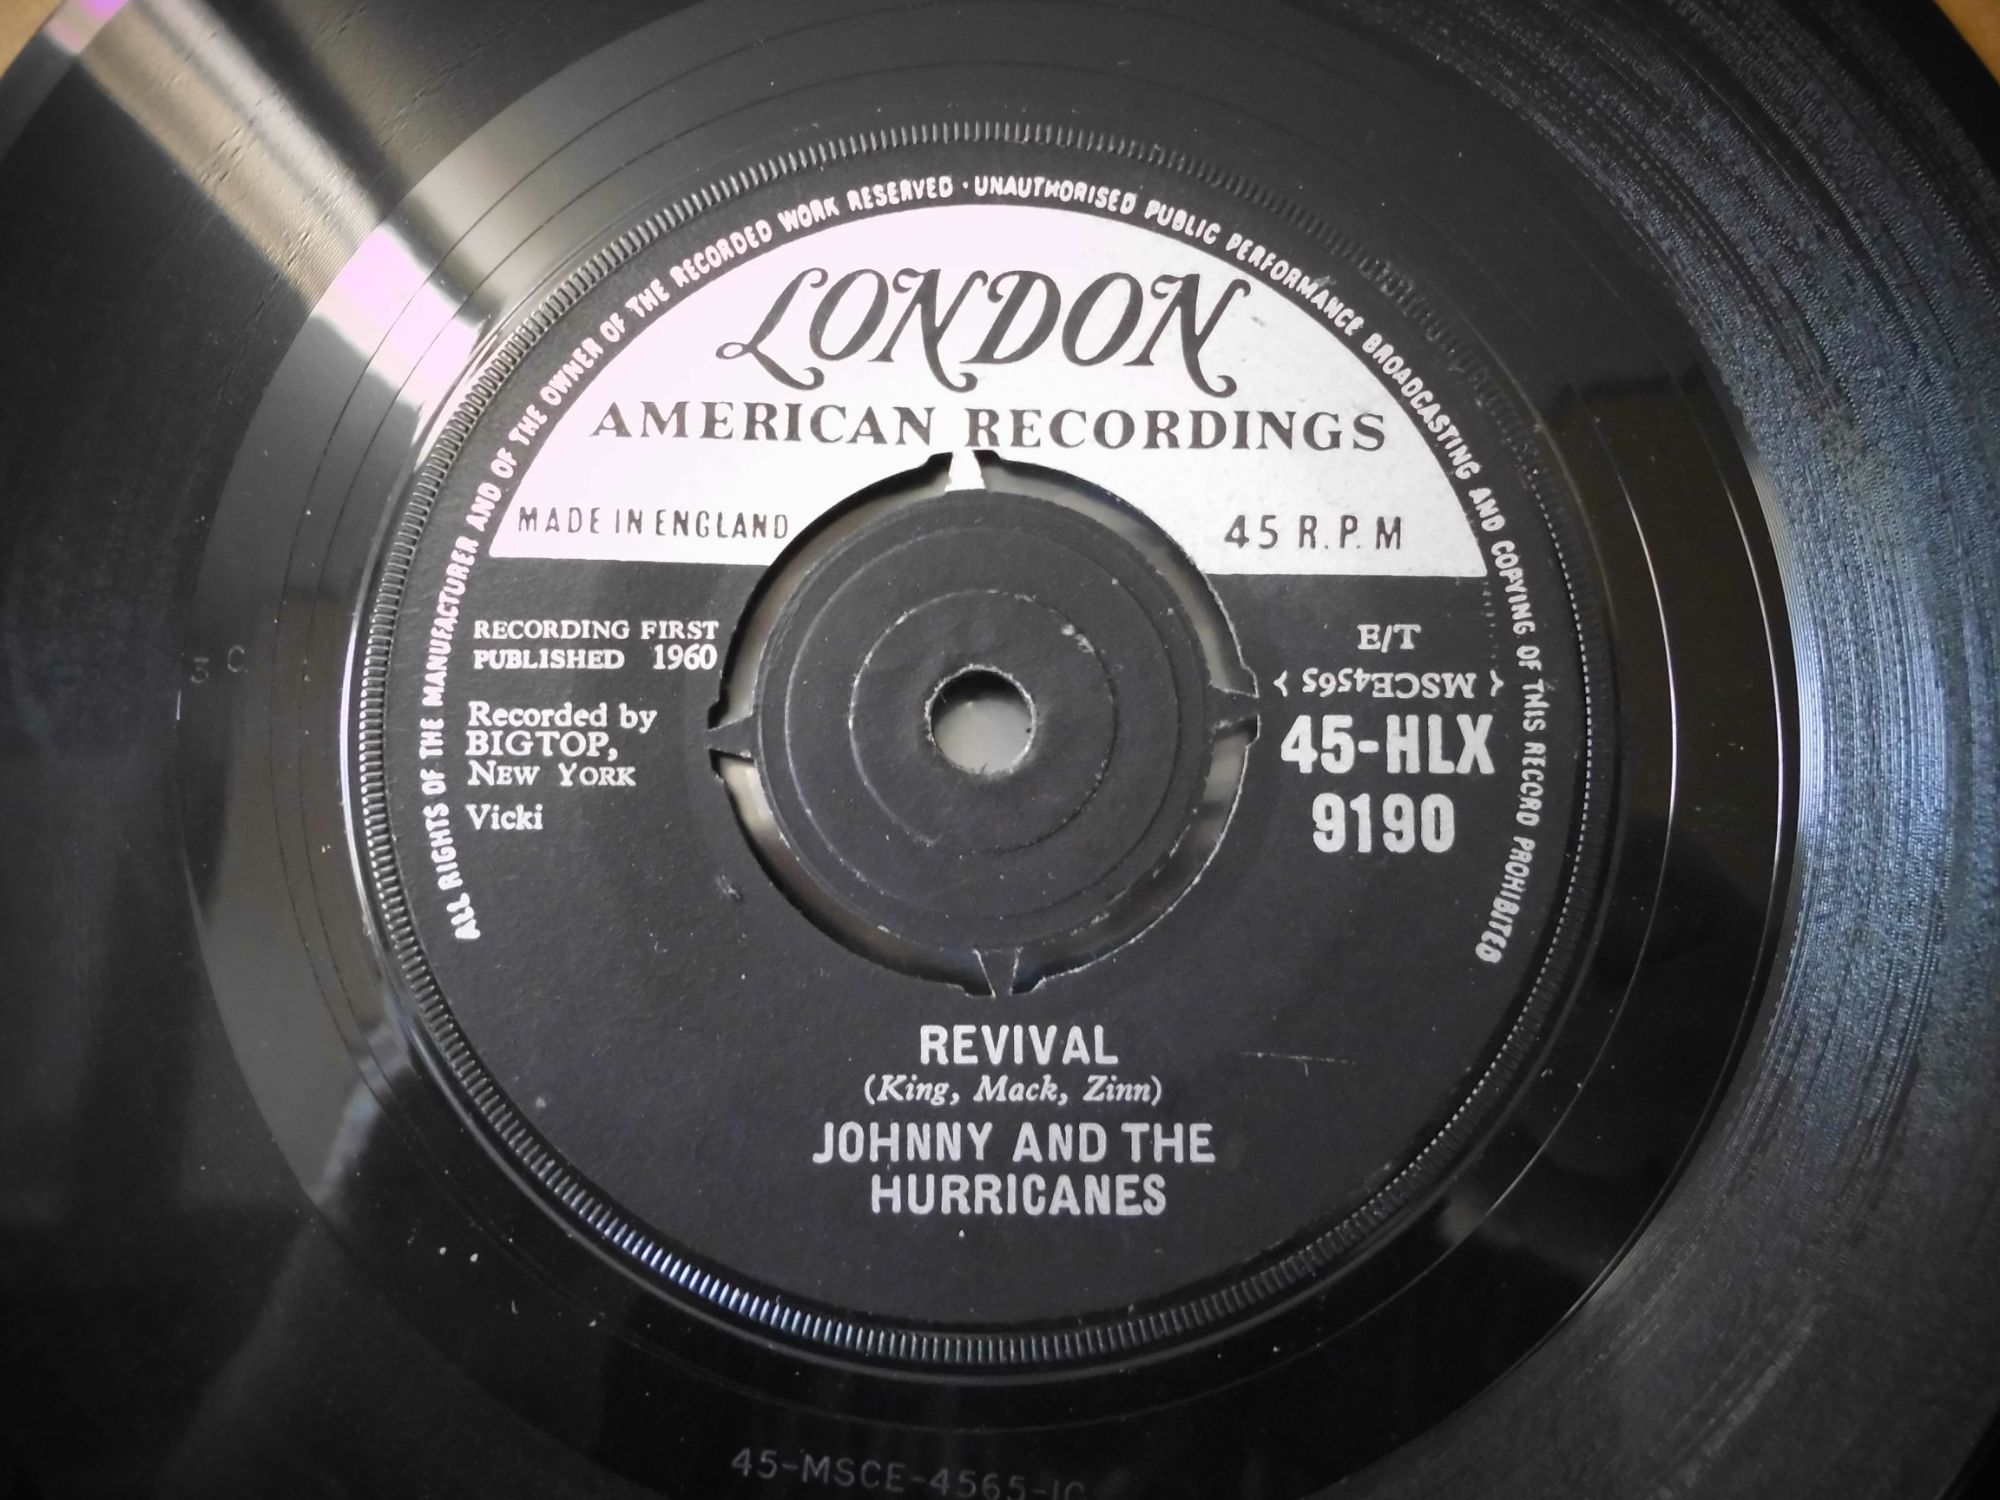 ALL RIGHTS OF THE MANUFACTURER AND OF THE OWNER OF THE RECORDED WORK RESERVED · UNAUTHORISED PUBLIC PERFORMANCE BROADCASTING AND COPYING OF THIS RECORD PROHIBITED
LONDON
AMERICAN RECORDINGS
MADE IN ENGLAND
45 R.P.M
RECORDING FIRST
PUBLISHED 1960
Recorded by
BIGTOP,
NEW YORK
Vicki
E/T
MSCE4565
45-HLX
9190
REVIVAL
(King, Mack, Zinn)
JOHNNY AND THE
HURRICANES
3 C
45-MSCE-4565-1C